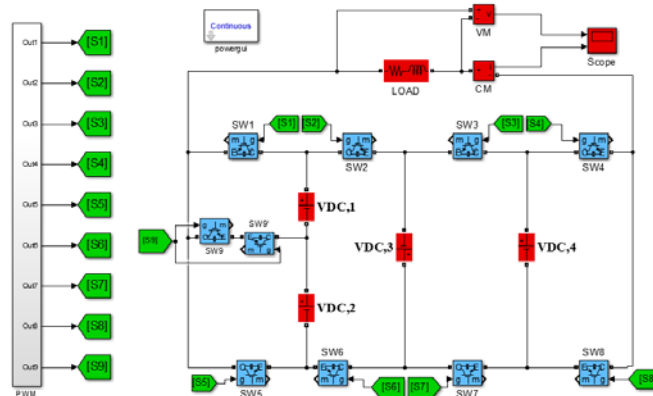 Continuous
powergui
VM
Scope
LOAD
CM
Out1 [S1]
Out2 [S2]
Out3 [S3]
Out4 [S4]
Out5 [S5]
Out6 [S6]
Out7 [S7]
Out8 [S8]
Out9 [S9]
PWM
SW1 [S1] [S2] SW3 [S3] [S4]
m g g m m g g m
SW2 SW4
VDC,1
[S9] SW9 SW9'
VDC,3 VDC,4
VDC,2
SW6 SW8
[S5] [S6] [S7] [S8
SW5 SW7